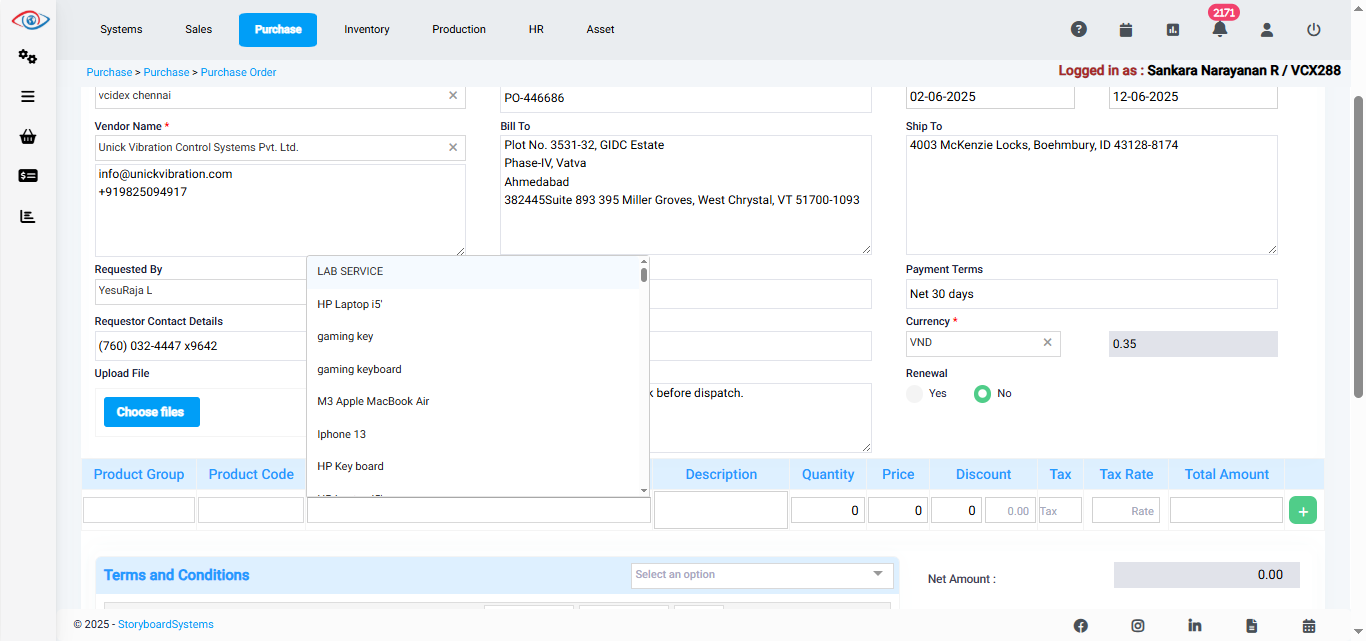 Systems
Sales
Purchase
Inventory
Production
HR
Asset
2171
Purchase > Purchase > Purchase Order
Logged in as : Sankara Narayanan R / VCX288
vcidex chennai
PO-446686
02-06-2025
12-06-2025
Vendor Name *
Bill To
Ship To
Unick Vibration Control Systems Pvt. Ltd.
info@unickvibration.com
+919825094917
Plot No. 3531-32, GIDC Estate
Phase-IV, Vatva
Ahmedabad
382445Suite 893 395 Miller Groves, West Chrystal, VT 51700-1093
4003 McKenzie Locks, Boehmbury, ID 43128-8174
Requested By
YesuRaja L
Payment Terms
Net 30 days
Requestor Contact Details
(760) 032-4447 x9642
Currency *
VND
0.35
Upload File
Choose files
Renewal
Yes
No
LAB SERVICE
HP Laptop i5'
gaming key
gaming keyboard
M3 Apple MacBook Air
Iphone 13
HP Key board
before dispatch.
Product Group
Product Code
Description
Quantity
Price
Discount
Tax
Tax Rate
Total Amount
0
0
0
0.00
Tax
Rate
+
Terms and Conditions
Select an option
Net Amount :
0.00
© 2025 - StoryboardSystems